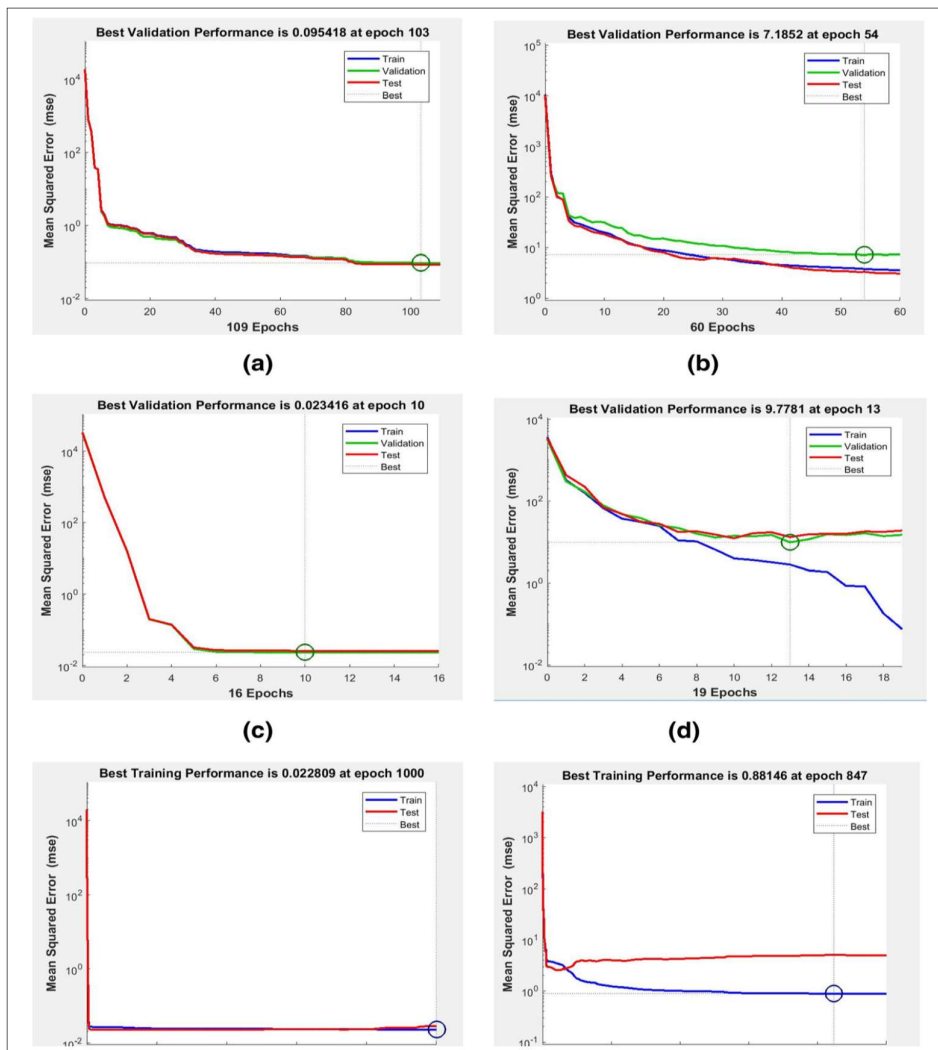 Best Validation Performance is 0.095418 at epoch 103
Mean Squared Error (mse)
10^4
10^2
10^0
10^-2
Train
Validation
Test
Best
0 20 40 60 80 100
109 Epochs
(a)
Best Validation Performance is 7.1852 at epoch 54
Mean Squared Error (mse)
10^5
10^4
10^3
10^2
10^1
10^0
Train
Validation
Test
Best
0 10 20 30 40 50 60
60 Epochs
(b)
Best Validation Performance is 0.023416 at epoch 10
Mean Squared Error (mse)
10^4
10^2
10^0
10^-2
Train
Validation
Test
Best
0 2 4 6 8 10 12 14 16
16 Epochs
(c)
Best Validation Performance is 9.7781 at epoch 13
Mean Squared Error (mse)
10^4
10^2
10^0
10^-2
Train
Validation
Test
Best
0 2 4 6 8 10 12 14 16 18
19 Epochs
(d)
Best Training Performance is 0.022809 at epoch 1000
Mean Squared Error (mse)
10^4
10^2
10^0
10^-2
Train
Test
Best
Best Training Performance is 0.88146 at epoch 847
Mean Squared Error (mse)
10^4
10^3
10^2
10^1
10^0
10^-1
Train
Test
Best